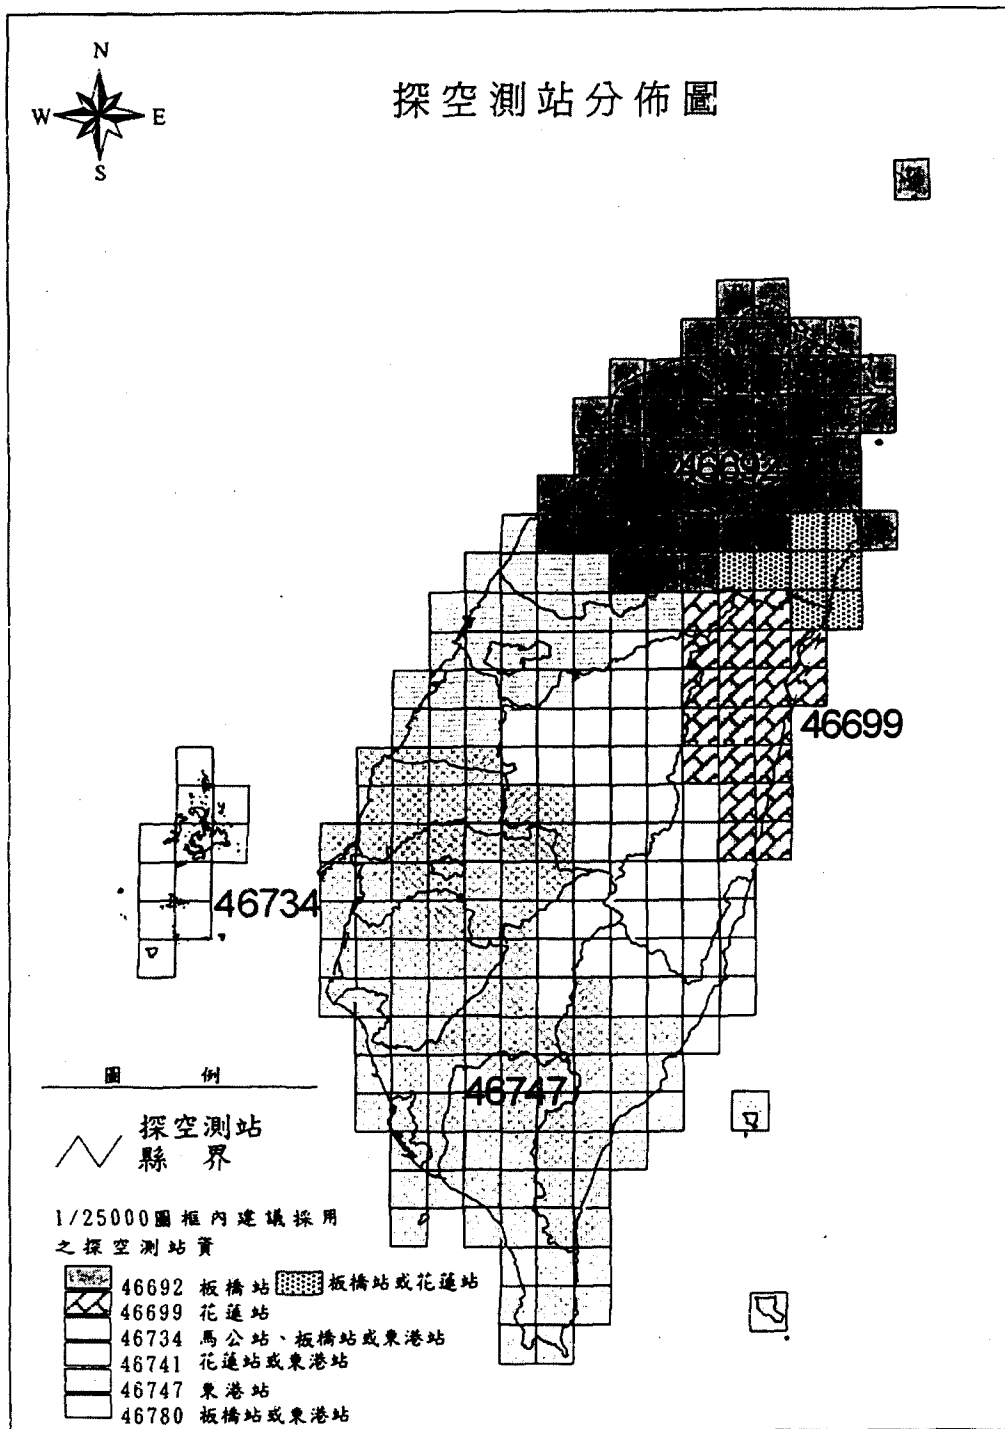 N
W E
S
探空測站分佈圖
46692
46699
46734
46747
圖 例
探空測站
縣 界
1/25000圖框內建議採用
之探空測站資
46692 板橋站 板橋站或花蓮站
46699 花蓮站
46734 馬公站、板橋站或東港站
46741 花蓮站或東港站
46747 東港站
46780 板橋站或東港站